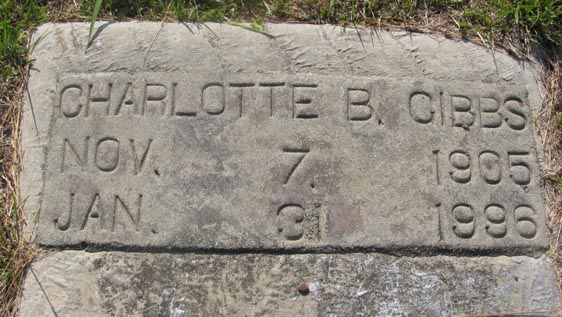 CHARLOTTE B. GIBBS
NOV. 7. 1905.
JAN. 31 1996